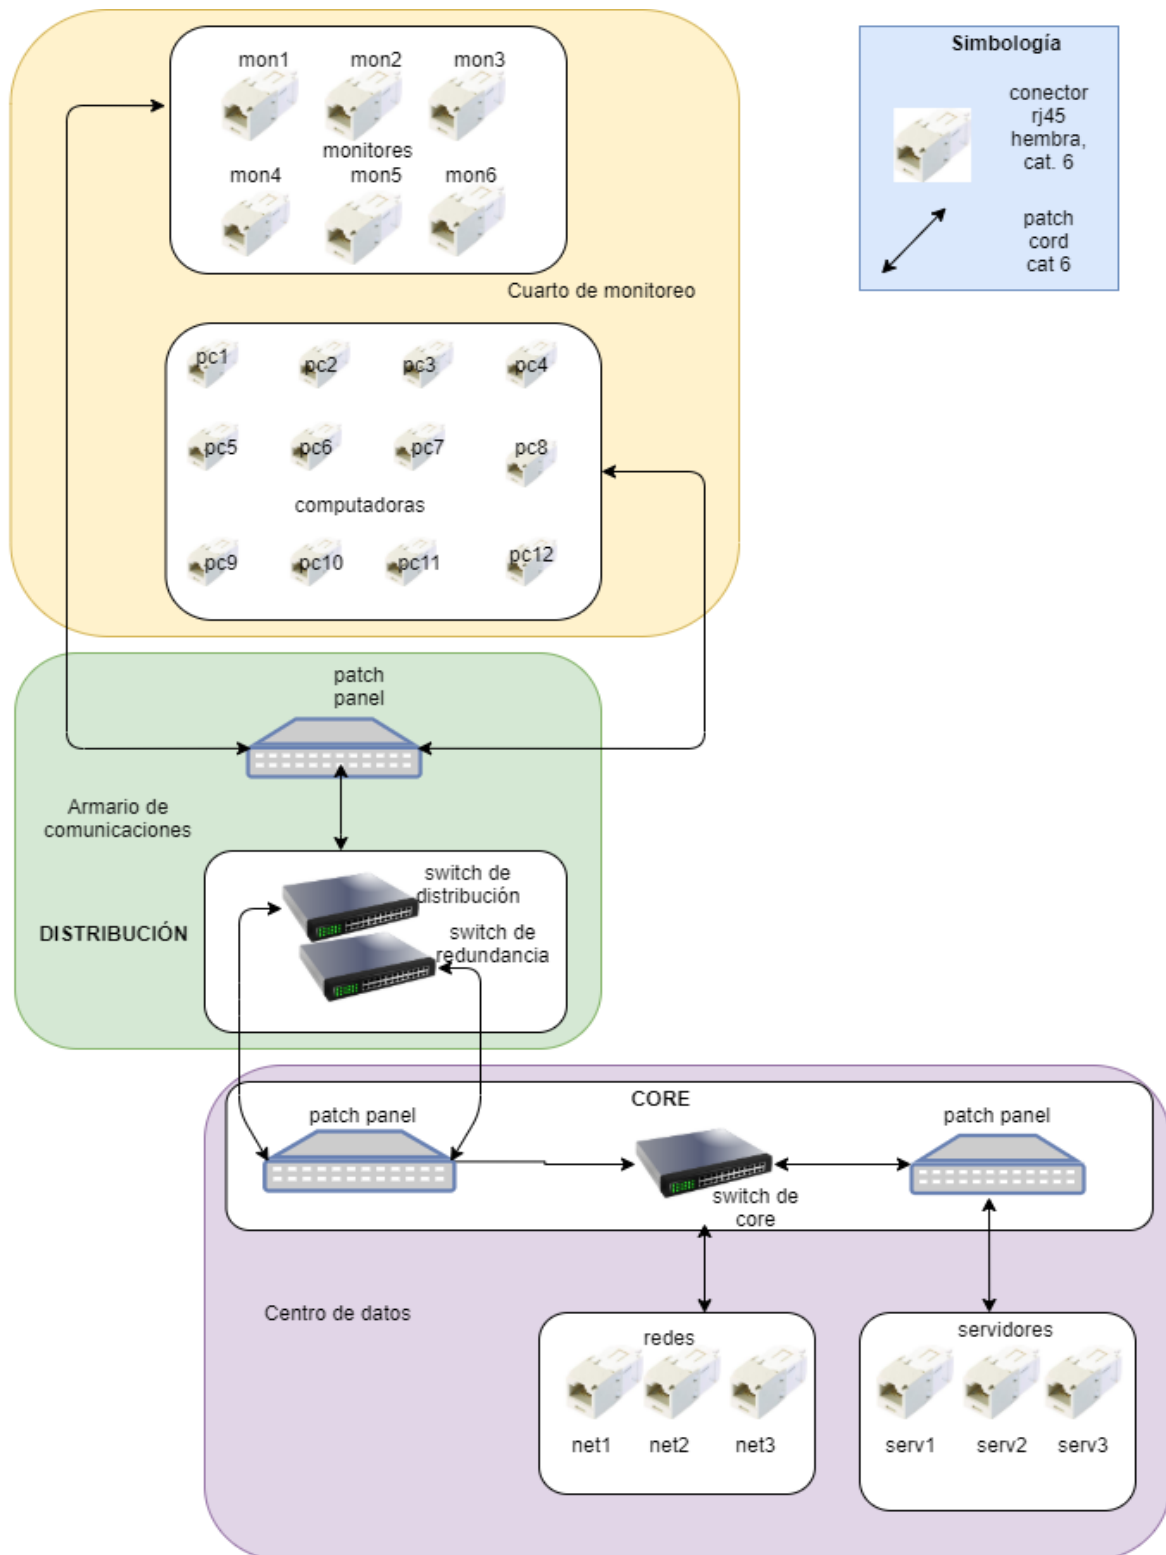 mon1 mon2 mon3
monitores
mon4 mon5 mon6
Cuarto de monitoreo
Simbología
conector
rj45
hembra,
cat. 6
patch
cord
cat 6
pc1 pc2 pc3 pc4
pc5 pc6 pc7 pc8
computadoras
pc9 pc10 pc11 pc12
patch
panel
Armario de
comunicaciones
switch de
distribución
DISTRIBUCIÓN
switch de
redundancia
CORE
patch panel
patch panel
switch de
core
Centro de datos
redes
net1 net2 net3
servidores
serv1 serv2 serv3